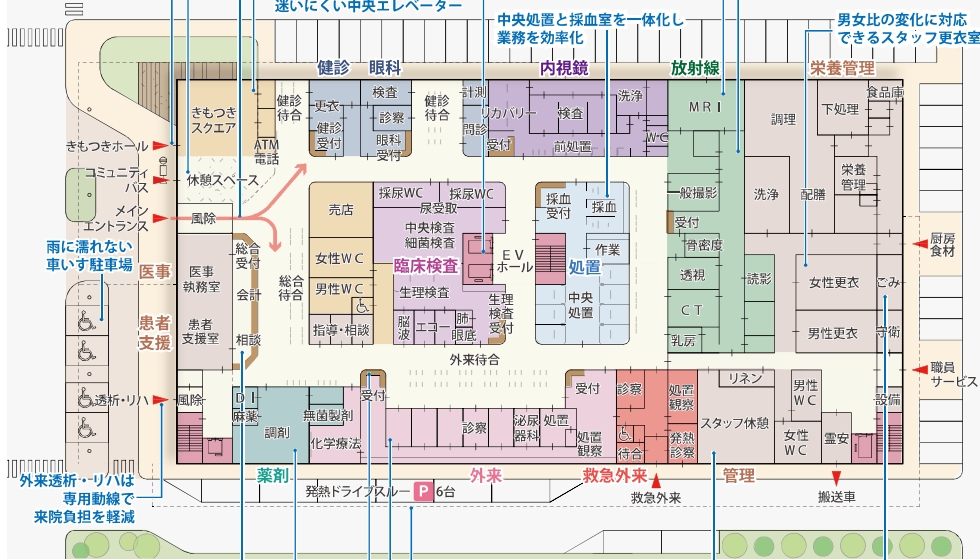 迷いにくい中央エレベーター
中央処置と採血室を一体化し
業務を効率化
男女比の変化に対応
できるスタッフ更衣室
健診
眼科
内視鏡
放射線
栄養管理
きもつき
スクエア
健診
待合
更衣
検査
健診
待合
計測
リカバリー
検査
洗浄
MRI
調理
下処理
食品庫
健診
受付
診察
眼科
受付
問診
受付
前処置
WC
ATM
電話
きもつきホール
コミュニティ
バス
休憩スペース
メイン
エントランス
風除
売店
採尿WC
採尿WC
尿受取
中央検査
細菌検査
臨床検査
生理検査
採血
受付
採血
作業
処置
中央
処置
EV
ホール
一般撮影
受付
骨密度
透視
CT
乳房
読影
洗浄
配膳
栄養
管理
厨房
食材
雨に濡れない
車いす駐車場
医事
医事
執務室
総合
受付
会計
総合
待合
女性WC
男性WC
女性更衣
ごみ
患者
支援
患者
支援室
相談
指導・相談
脳
波
エコー
肺
眼底
生理
検査
受付
男性更衣
守衛
外来待合
職員
サービス
透析・リハ
風除
DI
麻薬
調剤
無菌製剤
化学療法
受付
診察
泌尿
器科
処置
受付
処置
観察
診察
待合
処置
観察
発熱
診察
リネン
スタッフ休憩
男性
WC
女性
WC
霊安
設備
外来透析・リハは
専用動線で
来院負担を軽減
薬剤
外来
救急外来
管理
発熱ドライブスルー P 6台
救急外来
搬送車